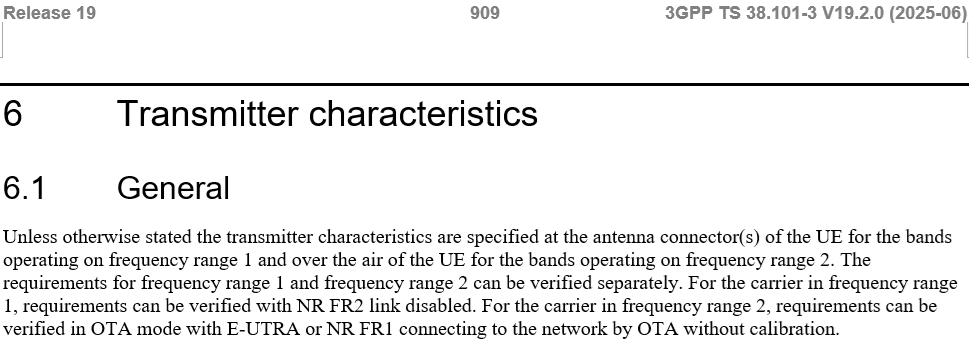 Release 19 909 3GPP TS 38.101-3 V19.2.0 (2025-06)
6 Transmitter characteristics
6.1 General
Unless otherwise stated the transmitter characteristics are specified at the antenna connector(s) of the UE for the bands
operating on frequency range 1 and over the air of the UE for the bands operating on frequency range 2. The
requirements for frequency range 1 and frequency range 2 can be verified separately. For the carrier in frequency range
1, requirements can be verified with NR FR2 link disabled. For the carrier in frequency range 2, requirements can be
verified in OTA mode with E-UTRA or NR FR1 connecting to the network by OTA without calibration.